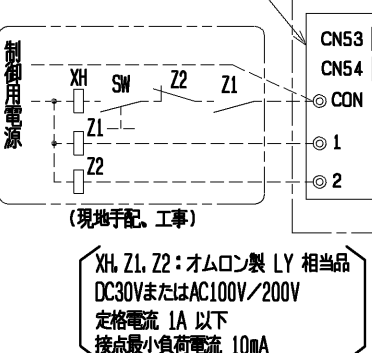 CN53
CN54
CON
1
2
制御用電源
XH
SW
Z2
Z1
Z1
Z2
(現地手配、工事)
XH, Z1, Z2:オムロン製 LY 相当品
DC30VまたはAC100V/200V
定格電流 1A 以下
接点最小負荷電流 10mA